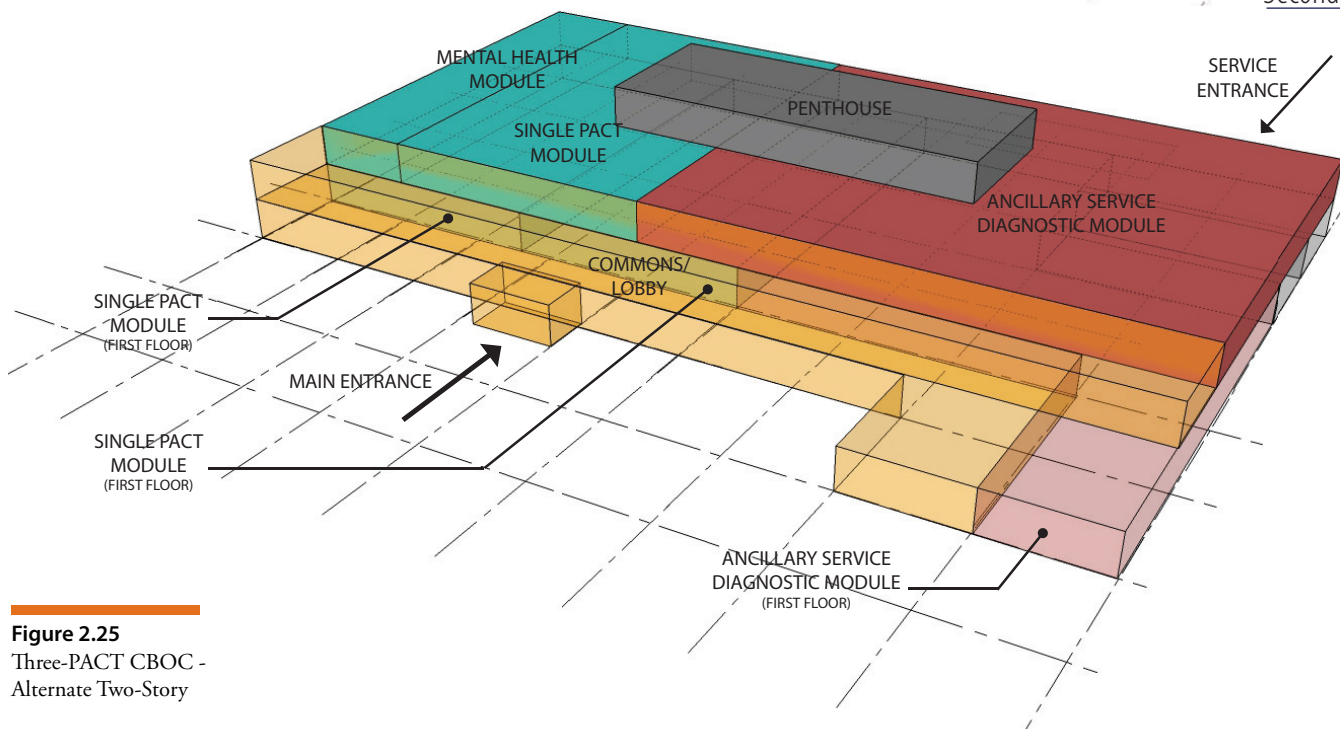 Second
MENTAL HEALTH
MODULE
SERVICE
ENTRANCE
PENTHOUSE
SINGLE PACT
MODULE
ANCILLARY SERVICE
DIAGNOSTIC MODULE
COMMONS/
LOBBY
SINGLE PACT
MODULE
(FIRST FLOOR)
MAIN ENTRANCE
SINGLE PACT
MODULE
(FIRST FLOOR)
ANCILLARY SERVICE
DIAGNOSTIC MODULE
(FIRST FLOOR)
Figure 2.25
Three-PACT CBOC -
Alternate Two-Story